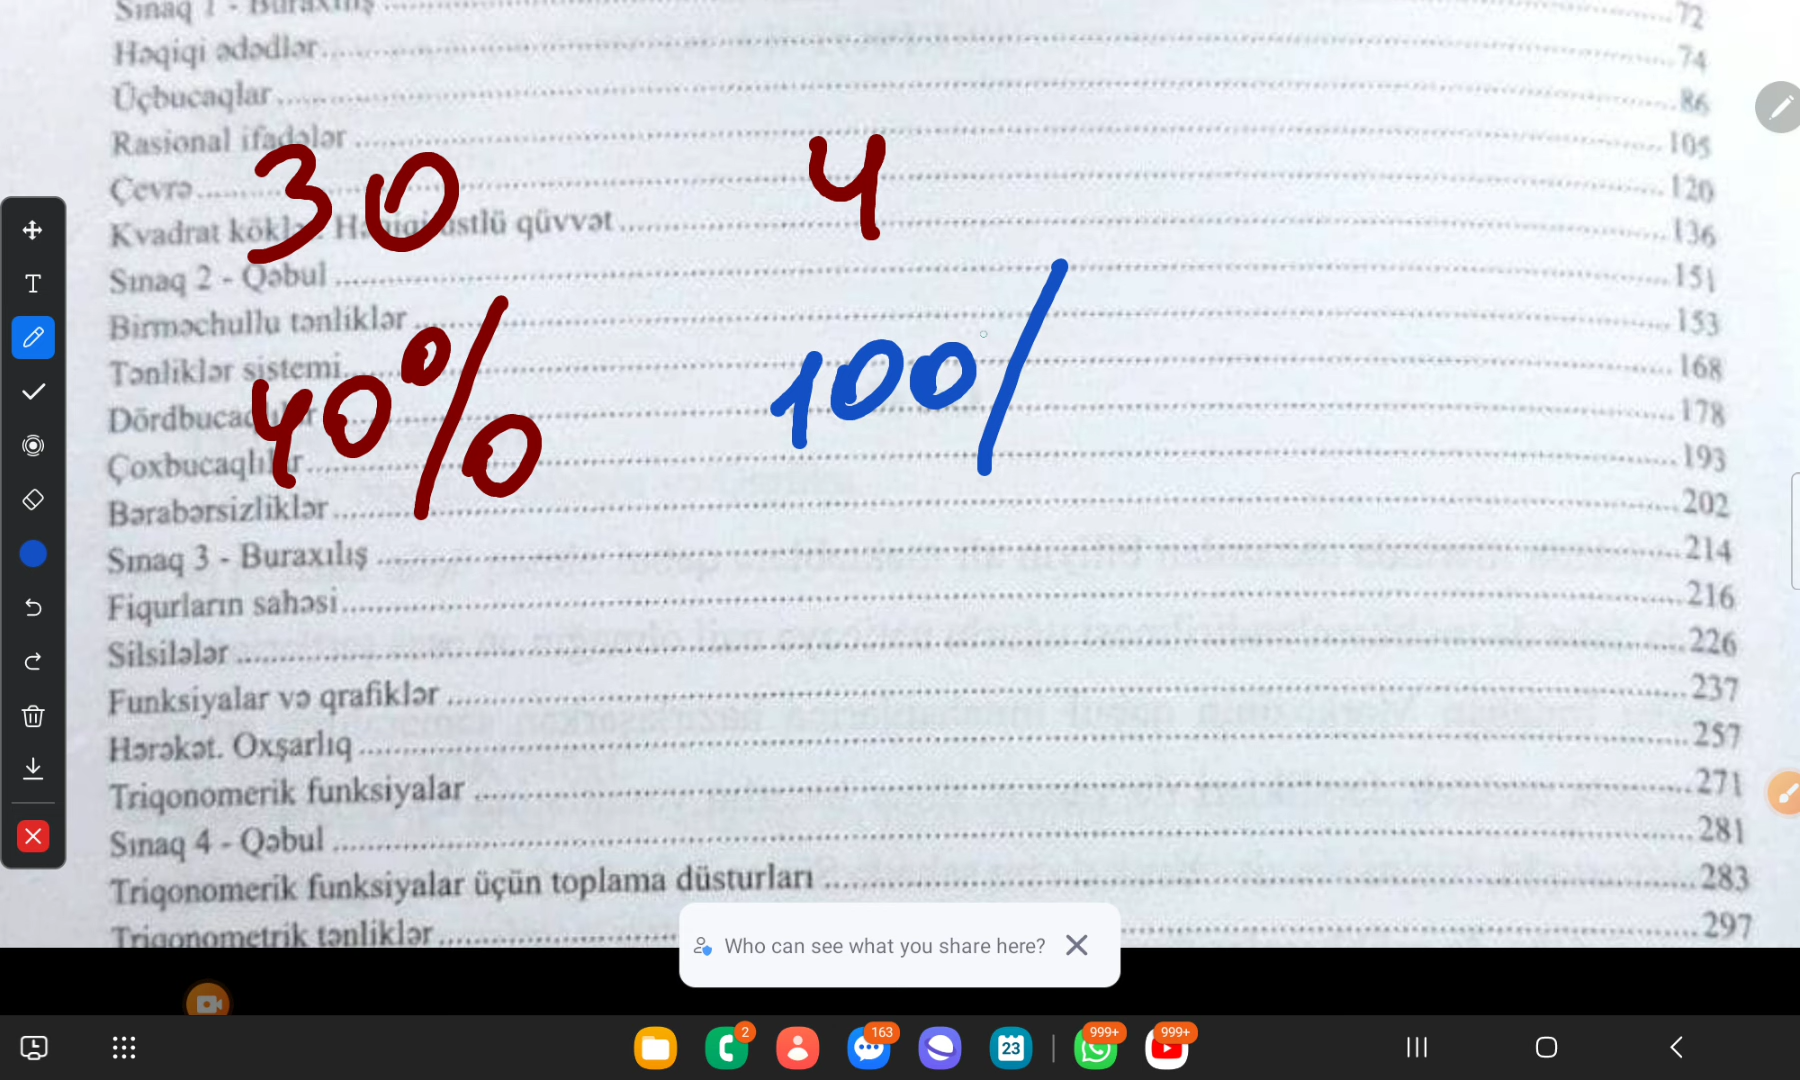 Sınaq 1 - Buraxılış ........ 72
Həqiqi ədədlər ........ 74
Üçbucaqlar ........ 86
Rasional ifadələr ........ 105
Çevrə ........ 120
Kvadrat köklər. Həqiqi üstlü qüvvət ........ 136
Sınaq 2 - Qəbul ........ 151
Birməchullu tənliklər ........ 153
Tənliklər sistemi ........ 168
Dördbucaqlılar ........ 178
Çoxbucaqlılar ........ 193
Bərabərsizliklər ........ 202
Sınaq 3 - Buraxılış ........ 214
Fiqurların sahəsi ........ 216
Silsilələr ........ 226
Funksiyalar və qrafiklər ........ 237
Hərəkət. Oxşarlıq ........ 257
Triqonomerik funksiyalar ........ 271
Sınaq 4 - Qəbul ........ 281
Triqonomerik funksiyalar üçün toplama düsturları ........ 283
Triqonometrik tənliklər ........ 297
30 4
40% 100/
T
Who can see what you share here?
2 163 23 999+ 999+